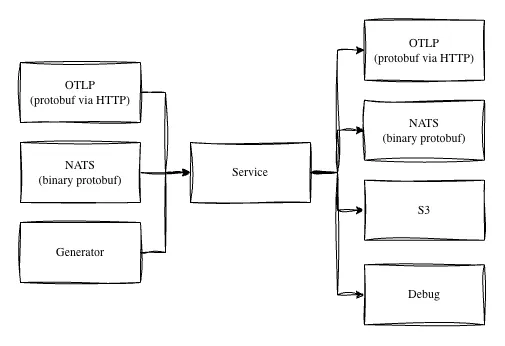 OTLP
(protobuf via HTTP)
NATS
(binary protobuf)
Generator
Service
OTLP
(protobuf via HTTP)
NATS
(binary protobuf)
S3
Debug